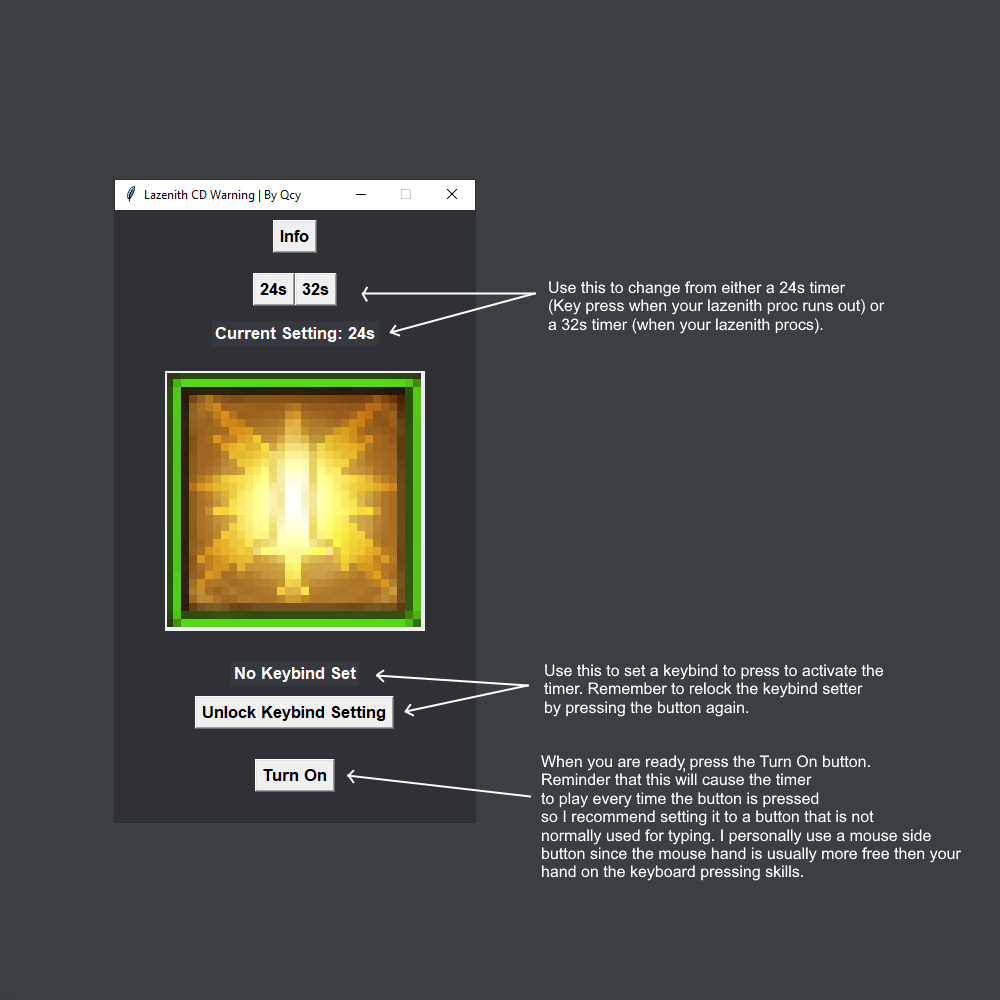 Lazenith CD Warning | By Qcy
Info
24s 32s
Current Setting: 24s
Use this to change from either a 24s timer
(Key press when your lazenith proc runs out) or
a 32s timer (when your lazenith procs).
No Keybind Set
Unlock Keybind Setting
Use this to set a keybind to press to activate the
timer. Remember to relock the keybind setter
by pressing the button again.
Turn On
When you are ready, press the Turn On button.
Reminder that this will cause the timer
to play every time the button is pressed
so I recommend setting it to a button that is not
normally used for typing. I personally use a mouse side
button since the mouse hand is usually more free then your
hand on the keyboard pressing skills.